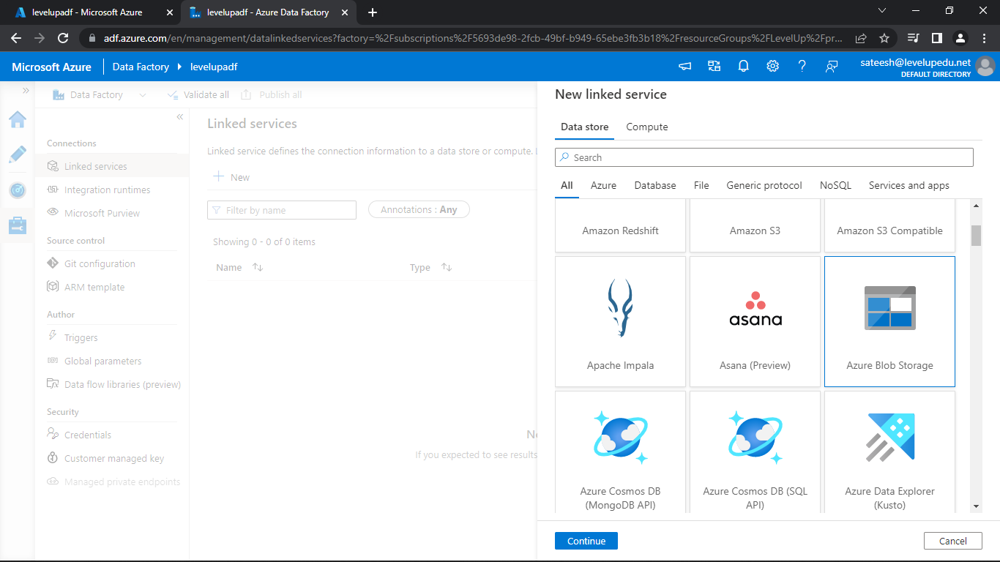 levelupadf - Microsoft Azure
levelupadf - Azure Data Factory
adf.azure.com/en/management/datalinkedservices?factory=%2Fsubscriptions%2F5693de98-2fcb-49bf-b949-65ebe3fb3b18%2FresourceGroups%2FLevelUp%2Fpr...
Microsoft Azure
Data Factory
levelupadf
sateesh@levelupedu.net
DEFAULT DIRECTORY
Data Factory
Validate all
Publish all
Connections
Linked services
Integration runtimes
Microsoft Purview
Source control
Git configuration
ARM template
Author
Triggers
Global parameters
Data flow libraries (preview)
Security
Credentials
Customer managed key
Managed private endpoints
Linked services
Linked service defines the connection information to a data store or compute.
New
Filter by name
Annotations : Any
Showing 0 - 0 of 0 items
Name
Type
If you expected to see results
New linked service
Data store
Compute
Search
All
Azure
Database
File
Generic protocol
NoSQL
Services and apps
Amazon Redshift
Amazon S3
Amazon S3 Compatible
Apache Impala
asana
Asana (Preview)
Azure Blob Storage
Azure Cosmos DB
(MongoDB API)
Azure Cosmos DB (SQL
API)
Azure Data Explorer
(Kusto)
Continue
Cancel